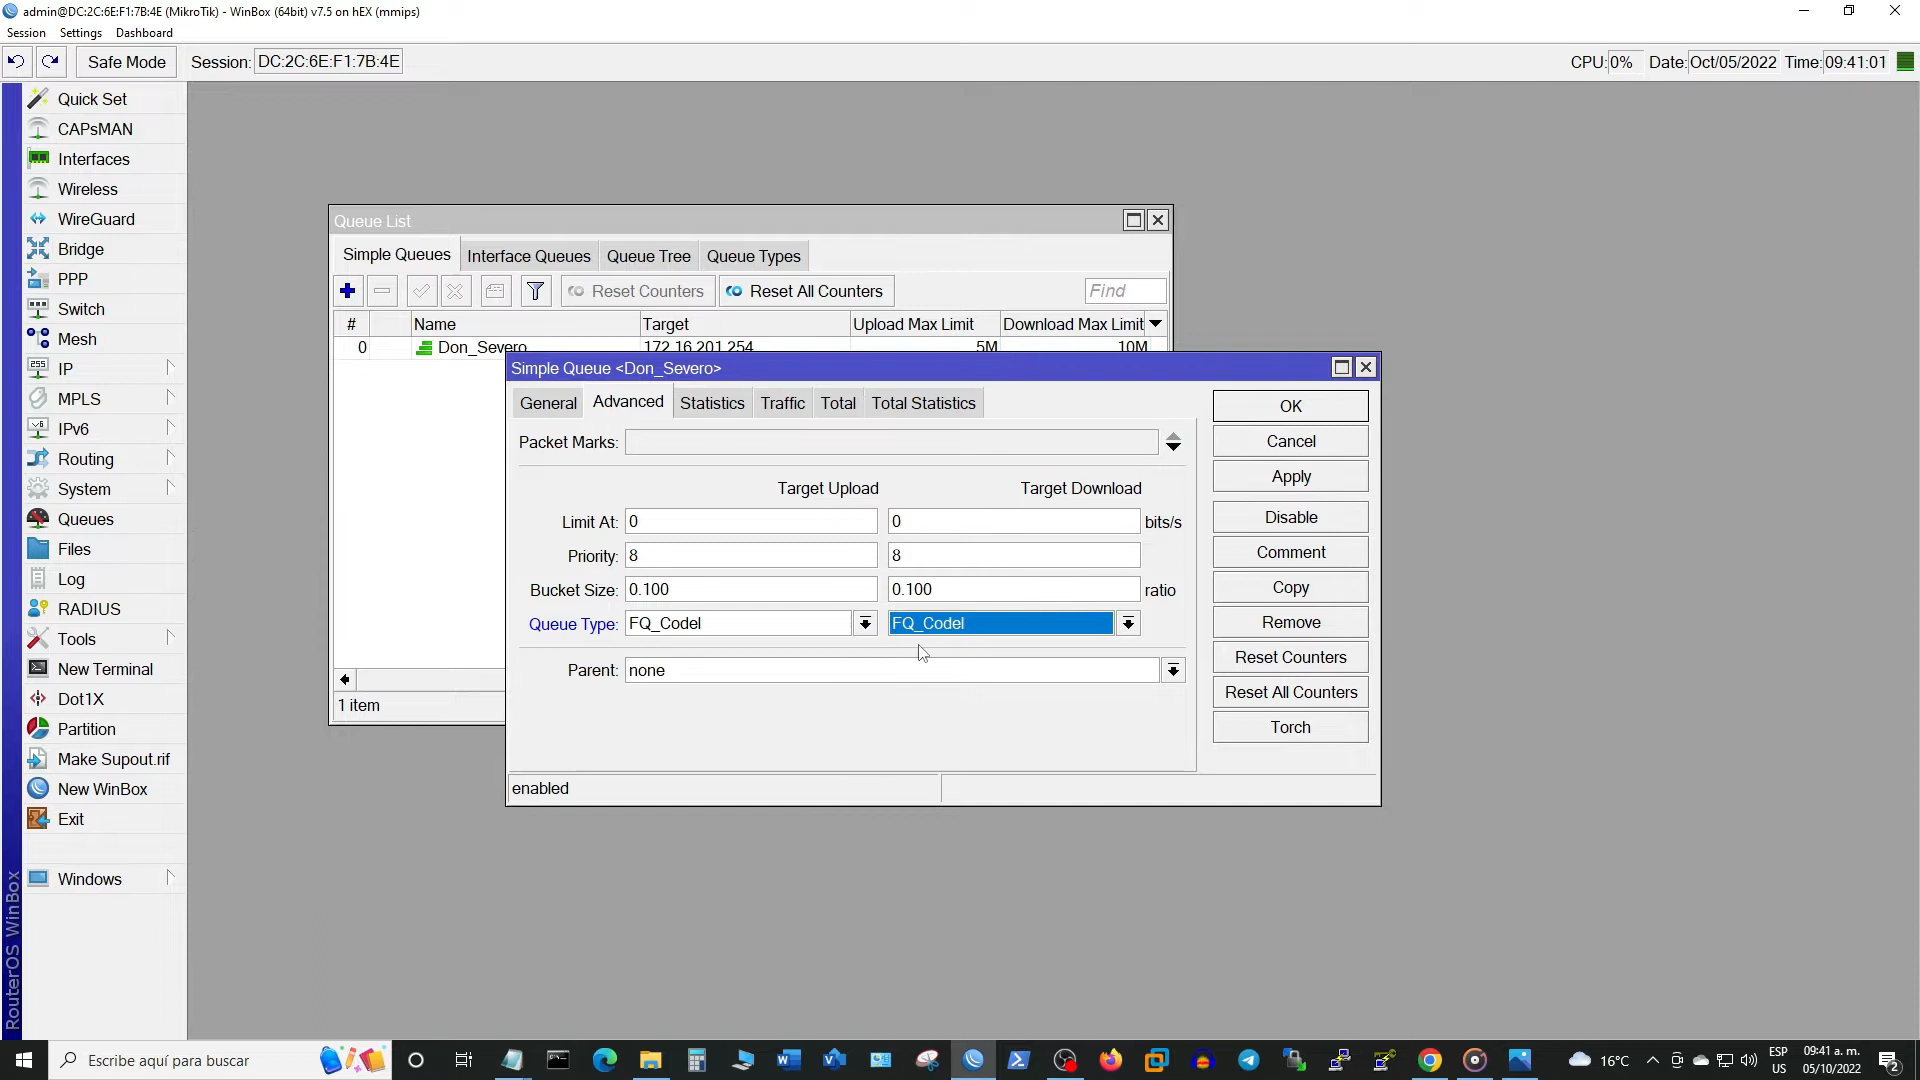 admin@DC:2C:6E:F1:7B:4E (MikroTik) - WinBox (64bit) v7.5 on hEX (mmips)
Session Settings Dashboard
Safe Mode Session: DC:2C:6E:F1:7B:4E CPU: 0% Date: Oct/05/2022 Time: 09:41:01
Quick Set
CAPsMAN
Interfaces
Wireless
WireGuard
Bridge
PPP
Switch
Mesh
IP
MPLS
IPv6
Routing
System
Queues
Files
Log
RADIUS
Tools
New Terminal
Dot1X
Partition
Make Supout.rif
New WinBox
Exit
Windows
RouterOS WinBox
Queue List
Simple Queues Interface Queues Queue Tree Queue Types
Reset Counters Reset All Counters Find
# Name Target Upload Max Limit Download Max Limit
0 Don_Severo 172.16.201.254 5M 10M
1 item
Simple Queue <Don_Severo>
General Advanced Statistics Traffic Total Total Statistics
Packet Marks:
Target Upload Target Download
Limit At: 0 0 bits/s
Priority: 8 8
Bucket Size: 0.100 0.100 ratio
Queue Type: FQ_Codel FQ_Codel
Parent: none
enabled
OK
Cancel
Apply
Disable
Comment
Copy
Remove
Reset Counters
Reset All Counters
Torch
Escribe aquí para buscar
16°C
ESP
US
09:41 a. m.
05/10/2022
2